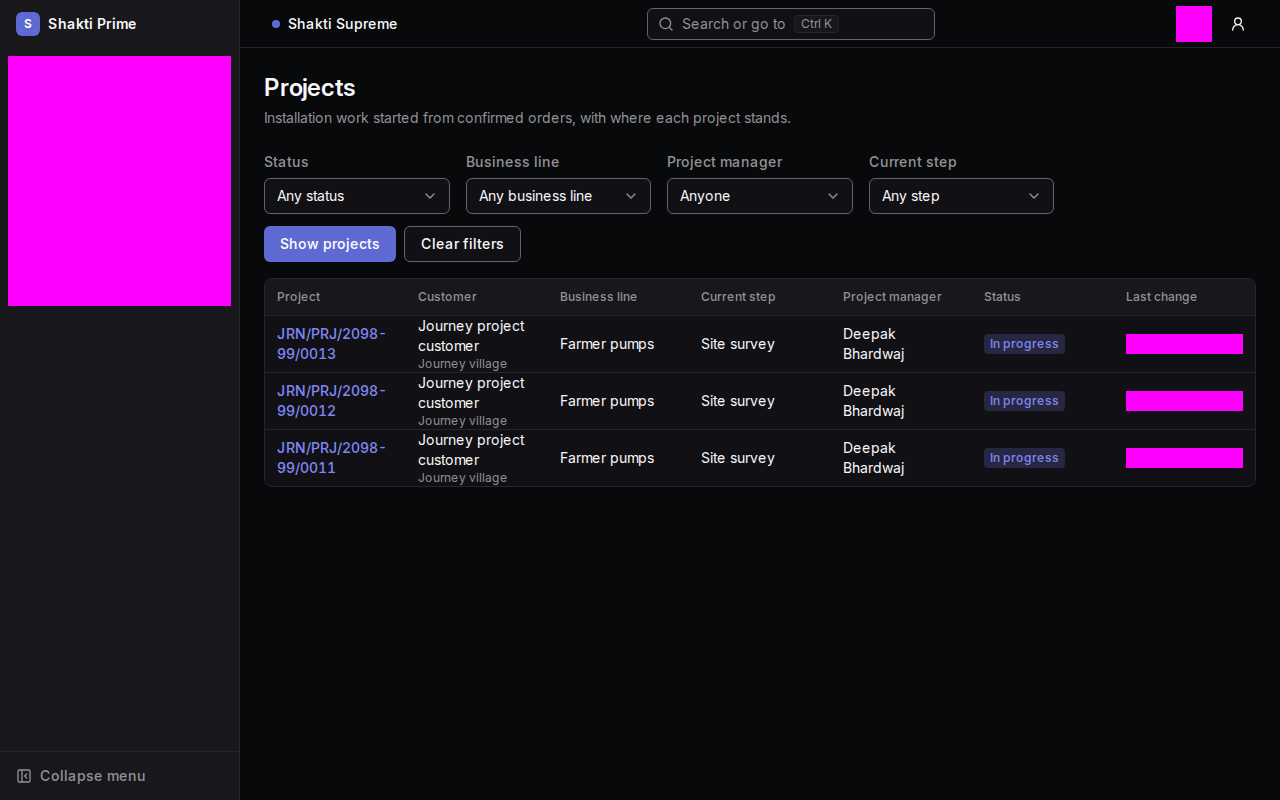 S Shakti Prime
Shakti Supreme
Search or go to Ctrl K
Projects
Installation work started from confirmed orders, with where each project stands.
Status Business line Project manager Current step
Any status Any business line Anyone Any step
Show projects Clear filters
Project Customer Business line Current step Project manager Status Last change
JRN/PRJ/2098-99/0013 Journey project customer Journey village Farmer pumps Site survey Deepak Bhardwaj In progress
JRN/PRJ/2098-99/0012 Journey project customer Journey village Farmer pumps Site survey Deepak Bhardwaj In progress
JRN/PRJ/2098-99/0011 Journey project customer Journey village Farmer pumps Site survey Deepak Bhardwaj In progress
Collapse menu